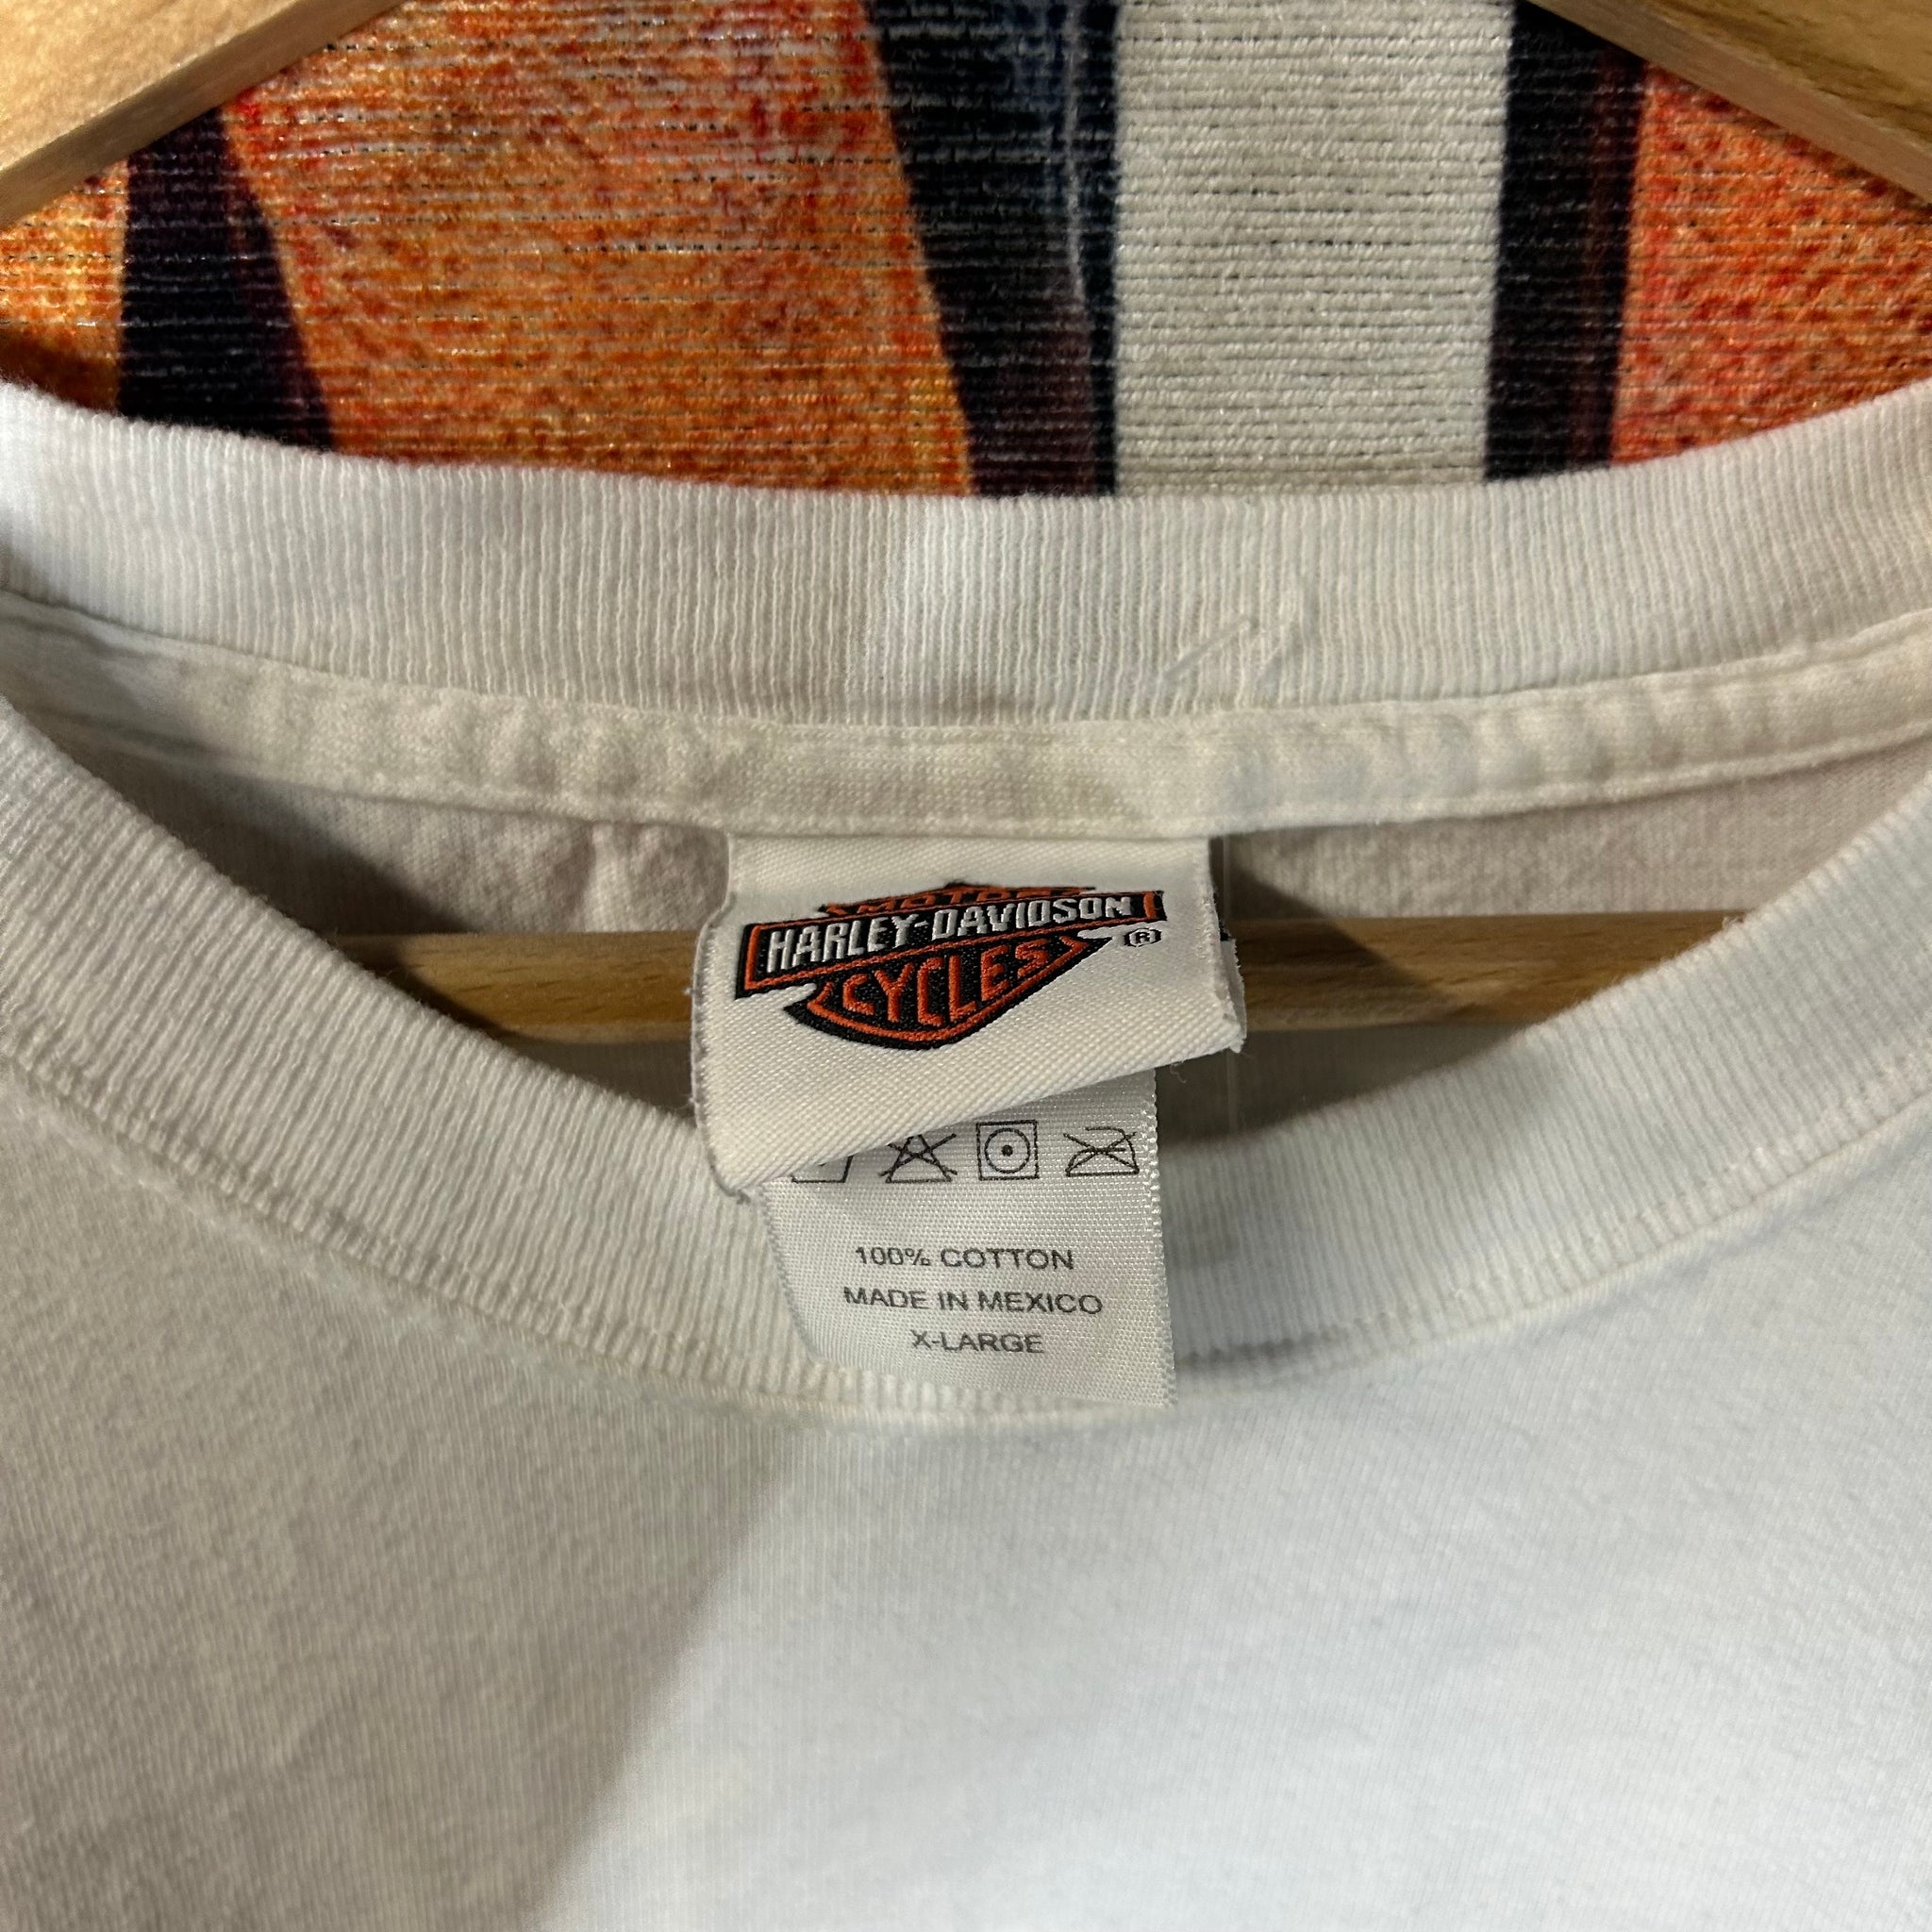 MOTOR
HARLEY-DAVIDSON
®
CYCLES
100% COTTON
MADE IN MEXICO
X-LARGE